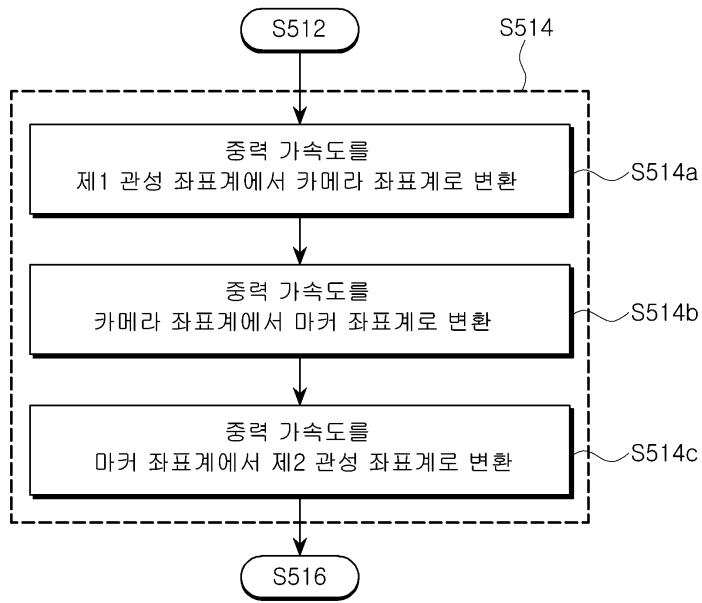 S512
S514
중력 가속도를
제1 관성 좌표계에서 카메라 좌표계로 변환
S514a
중력 가속도를
카메라 좌표계에서 마커 좌표계로 변환
S514b
중력 가속도를
마커 좌표계에서 제2 관성 좌표계로 변환
S514c
S516